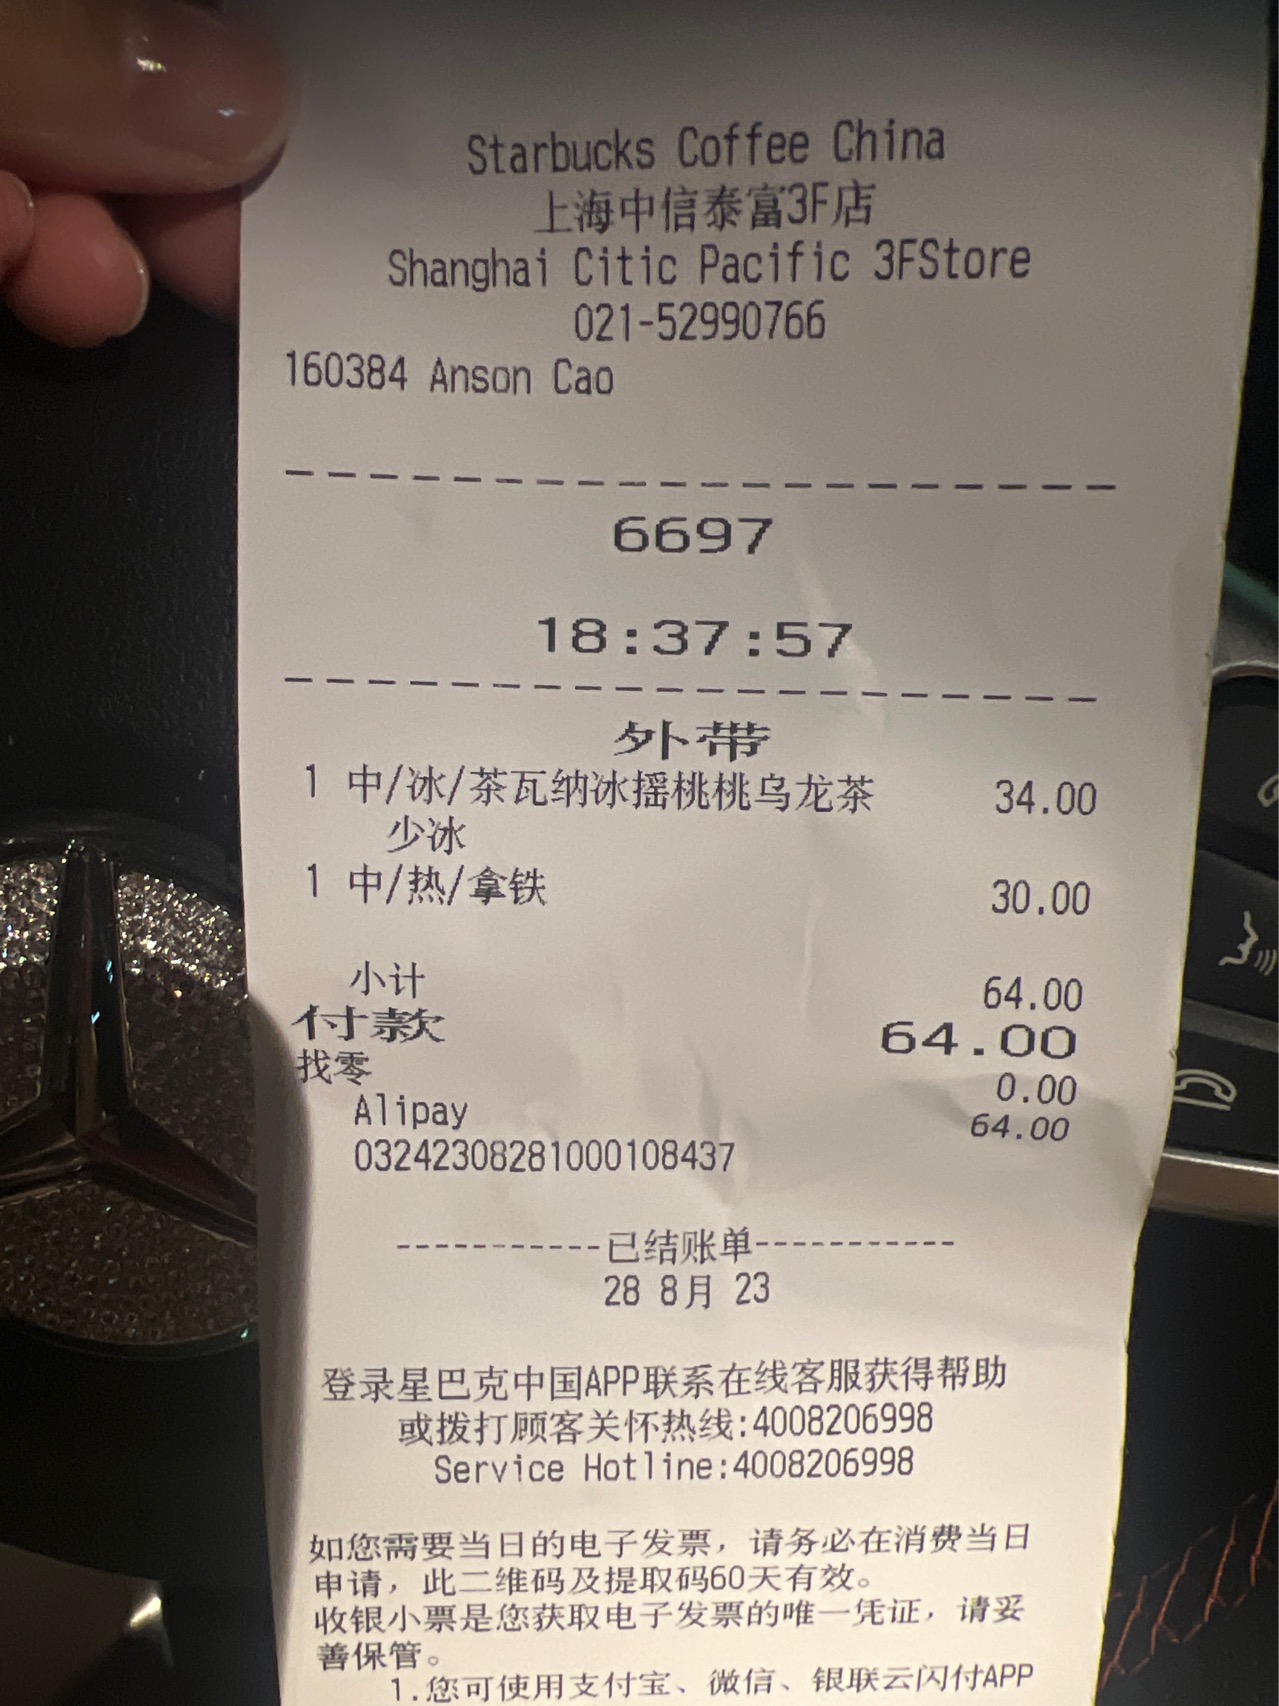 Starbucks Coffee China
上海中信泰富3F店
Shanghai Citic Pacific 3FStore
021-52990766
160384 Anson Cao
--------------------
6697
18:37:57
--------------------
外带
1 中/冰/茶瓦纳冰摇桃桃乌龙茶 34.00
少冰
1 中/热/拿铁 30.00
小计 64.00
付款 64.00
找零 0.00
Alipay 64.00
03242308281000108437
-----------已结账单-----------
28 8月 23
登录星巴克中国APP联系在线客服获得帮助
或拨打顾客关怀热线:4008206998
Service Hotline:4008206998
如您需要当日的电子发票，请务必在消费当日
申请，此二维码及提取码60天有效。
收银小票是您获取电子发票的唯一凭证，请妥
善保管。
1.您可使用支付宝、微信、银联云闪付APP